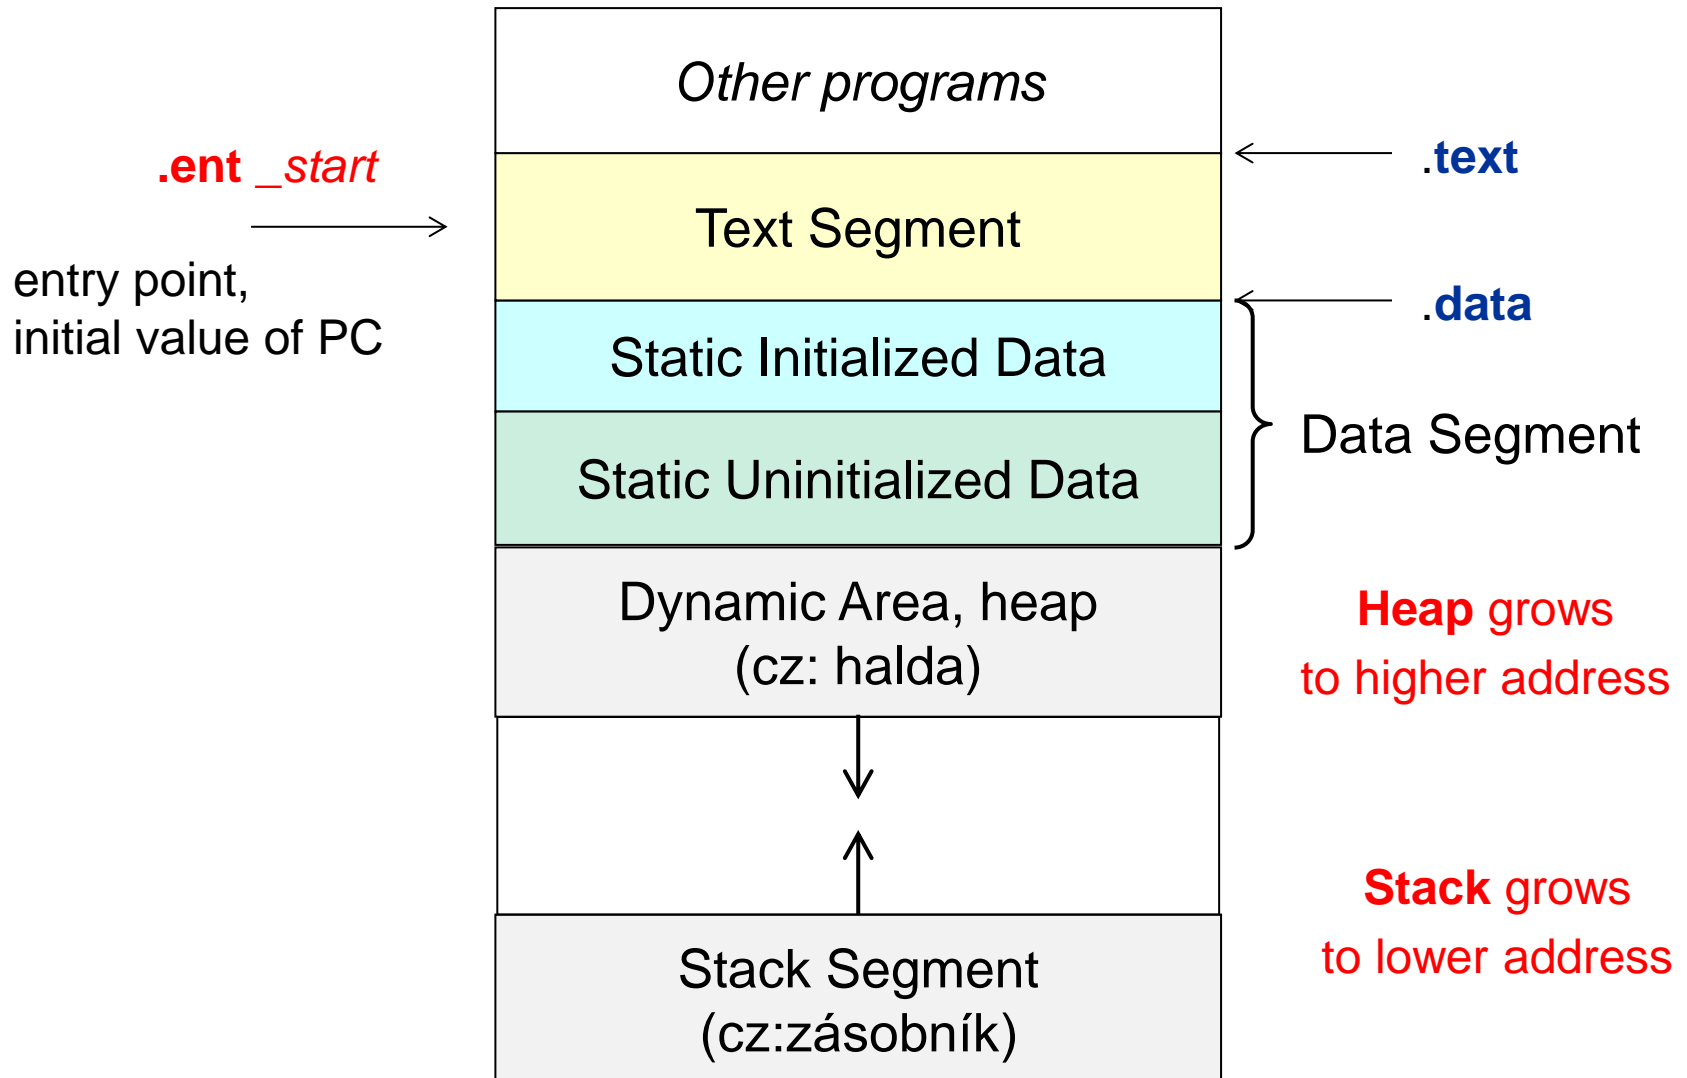 Other programs
.ent _start
.text
Text Segment
entry point,
initial value of PC
.data
Static Initialized Data
Data Segment
Static Uninitialized Data
Dynamic Area, heap
(cz: halda)
Heap grows
to higher address
Stack grows
to lower address
Stack Segment
(cz:zásobník)